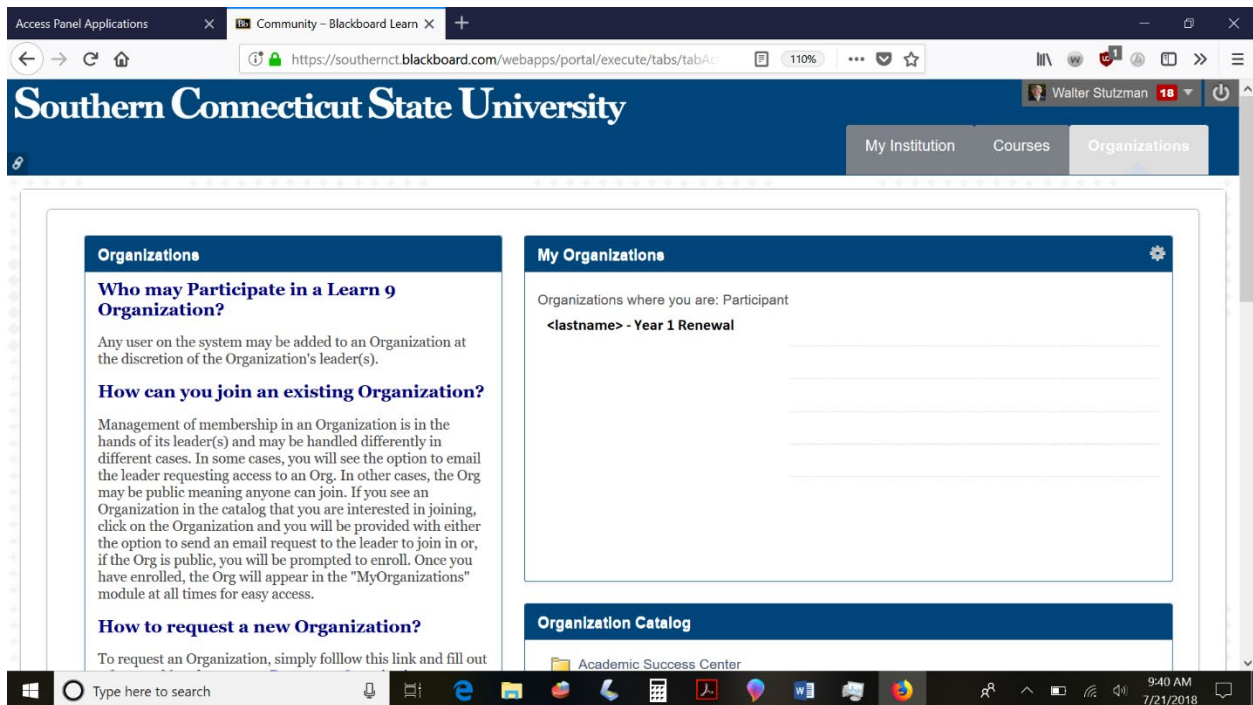 Access Panel Applications
Community – Blackboard Learn
https://southernct.blackboard.com/webapps/portal/execute/tabs/tabAc
110%
1
Southern Connecticut State University
Walter Stutzman 18
My Institution
Courses
Organizations
Organizations
Who may Participate in a Learn 9
Organization?
Any user on the system may be added to an Organization at
the discretion of the Organization's leader(s).
How can you join an existing Organization?
Management of membership in an Organization is in the
hands of its leader(s) and may be handled differently in
different cases. In some cases, you will see the option to email
the leader requesting access to an Org. In other cases, the Org
may be public meaning anyone can join. If you see an
Organization in the catalog that you are interested in joining,
click on the Organization and you will be provided with either
the option to send an email request to the leader to join in or,
if the Org is public, you will be prompted to enroll. Once you
have enrolled, the Org will appear in the "MyOrganizations"
module at all times for easy access.
How to request a new Organization?
To request an Organization, simply folllow this link and fill out
My Organizations
Organizations where you are: Participant
<lastname> - Year 1 Renewal
Organization Catalog
Academic Success Center
Type here to search
9:40 AM
7/21/2018